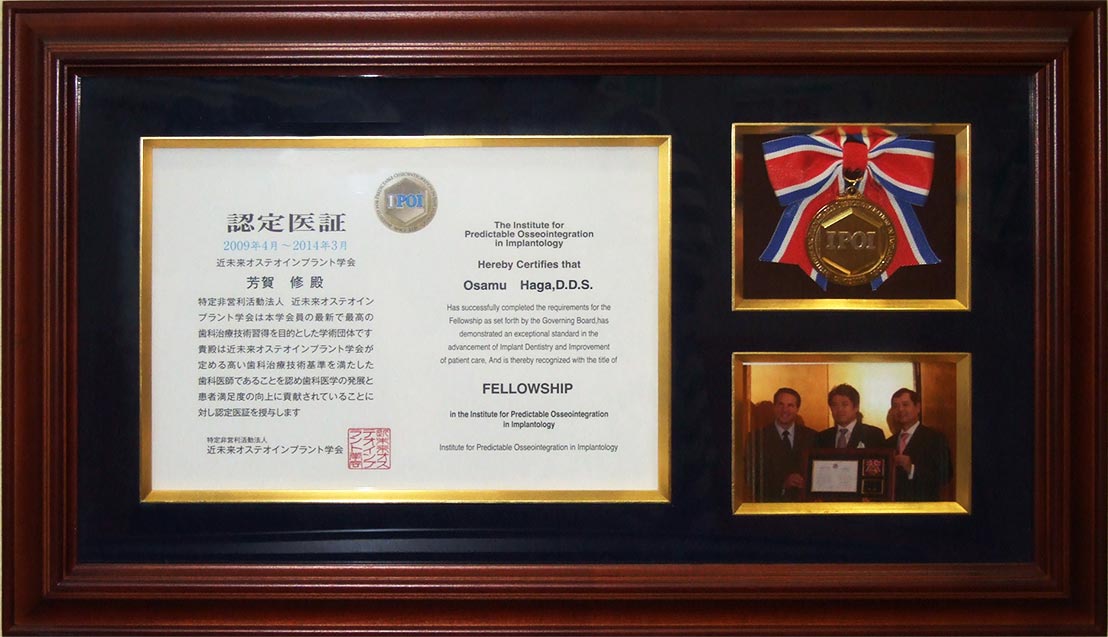 IPOI
認定医証
2009年4月～2014年3月
近未来オステオインプラント学会
芳賀　修 殿
特定非営利活動法人 近未来オステオイン
プラント学会は本学会員の最新で最高の
歯科治療技術習得を目的とした学術団体です
貴殿は近未来オステオインプラント学会が
定める高い歯科治療技術基準を満たした
歯科医師であることを認め歯科医学の発展と
患者満足度の向上に貢献されていることに
対し認定医証を授与します
特定非営利活動法人
近未来オステオインプラント学会
The Institute for
Predictable Osseointegration
in Implantology
Hereby Certifies that
Osamu Haga,D.D.S.
Has successfully completed the requirements for the
Fellowship as set forth by the Governing Board,has
demonstrated an exceptional standard in the
advancement of Implant Dentistry and Improvement
of patient care, And is thereby recognized with the title of
FELLOWSHIP
in the Institute for Predictable Osseointegration
in Implantology
Institute for Predictable Osseointegration in Implantology
IPOI